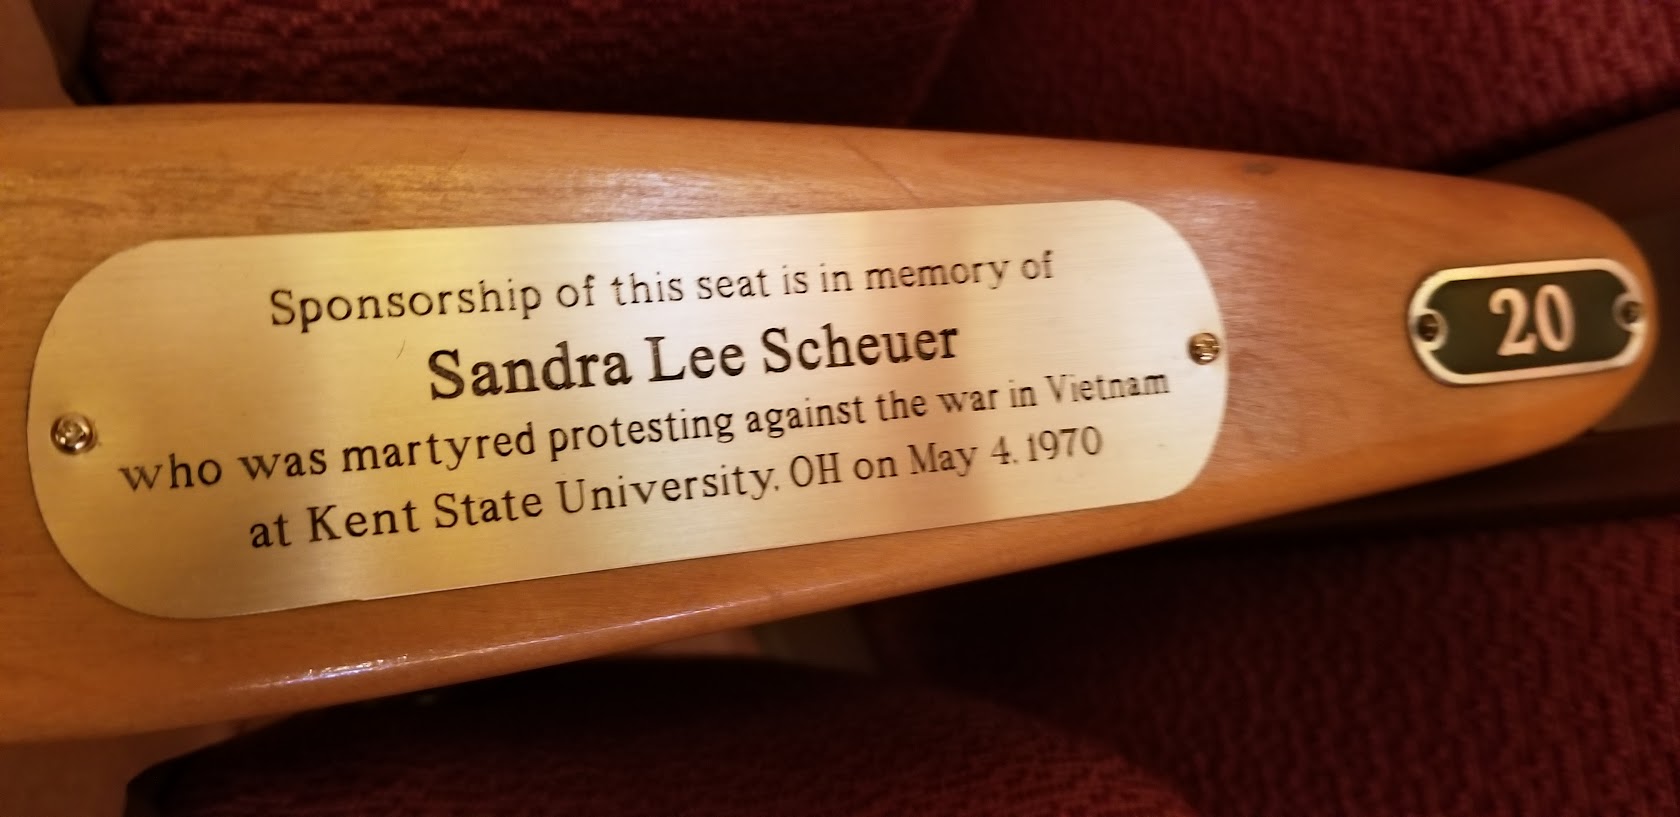 Sponsorship of this seat is in memory of
Sandra Lee Scheuer
who was martyred protesting against the war in Vietnam
at Kent State University, OH on May 4, 1970
20